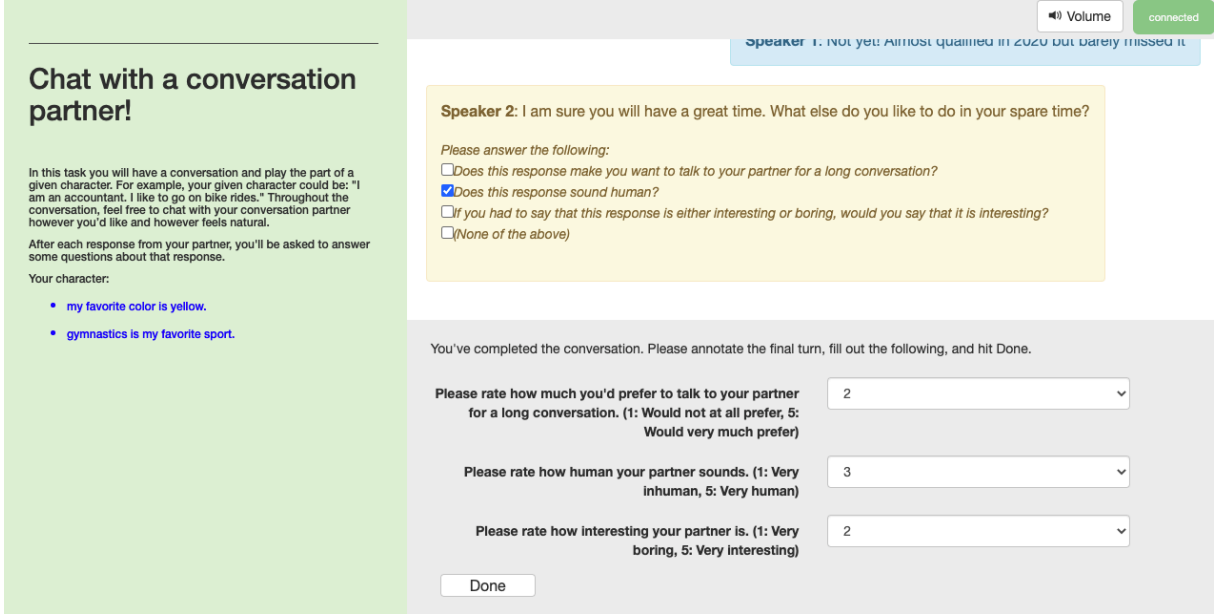 Volume
connected
Chat with a conversation
partner!
In this task you will have a conversation and play the part of a
given character. For example, your given character could be: "I
am an accountant. I like to go on bike rides." Throughout the
conversation, feel free to chat with your conversation partner
however you'd like and however feels natural.
After each response from your partner, you'll be asked to answer
some questions about that response.
Your character:
my favorite color is yellow.
gymnastics is my favorite sport.
Speaker 1: Not yet! Almost qualified in 2020 but barely missed it
Speaker 2: I am sure you will have a great time. What else do you like to do in your spare time?
Please answer the following:
Does this response make you want to talk to your partner for a long conversation?
Does this response sound human?
If you had to say that this response is either interesting or boring, would you say that it is interesting?
(None of the above)
You've completed the conversation. Please annotate the final turn, fill out the following, and hit Done.
Please rate how much you'd prefer to talk to your partner
for a long conversation. (1: Would not at all prefer, 5:
Would very much prefer)
2
Please rate how human your partner sounds. (1: Very
inhuman, 5: Very human)
3
Please rate how interesting your partner is. (1: Very
boring, 5: Very interesting)
2
Done